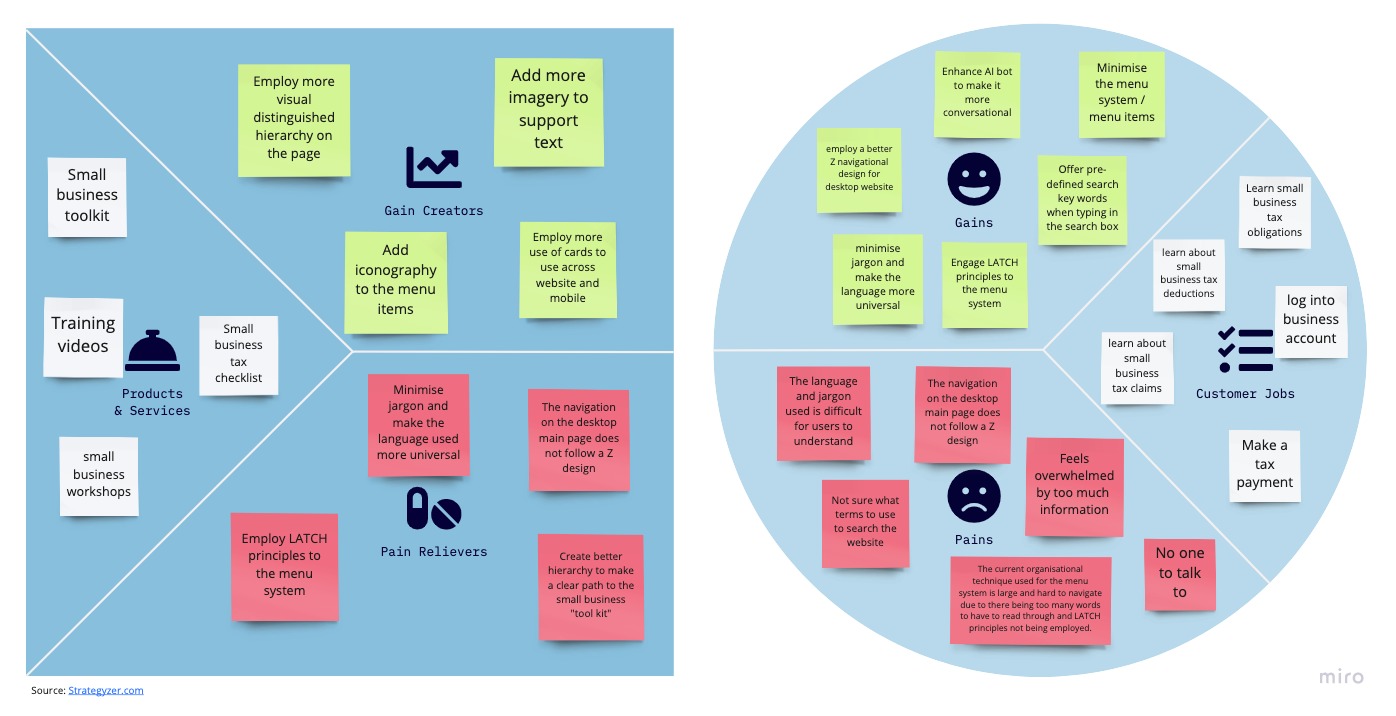 Employ more
visual
distinguished
hierarchy on
the page
Add more
imagery to
support
text
Gain Creators
Add
iconography
to the menu
items
Employ more
use of cards to
use across
website and
mobile
Small
business
toolkit
Training
videos
Small
business
tax
checklist
Products
& Services
small
business
workshops
Minimise
jargon and
make the
language used
more universal
The navigation
on the desktop
main page does
not follow a Z
design
Pain Relievers
Employ LATCH
principles to
the menu
system
Create better
hierarchy to make
a clear path to the
small business
"tool kit"
Source: Strategyzer.com
Enhance AI bot
to make it
more
conversational
Minimise
the menu
system /
menu items
employ a better
Z navigational
design for
desktop website
Offer pre-
defined search
key words
when typing in
the search box
Gains
minimise
jargon and
make the
language more
universal
Engage LATCH
principles to
the menu
system
Learn small
business
tax
obligations
learn about
small
business tax
deductions
log into
business
account
learn about
small
business
tax claims
Customer Jobs
Make a
tax
payment
The language
and jargon
used is difficult
for users to
understand
The navigation
on the desktop
main page does
not follow a Z
design
Feels
overwhelmed
by too much
information
Not sure what
terms to use
to search the
website
Pains
The current organisational
technique used for the menu
system is large and hard to navigate
due to there being too many words
to have to read through and LATCH
principles not being employed.
No one
to talk
to
miro